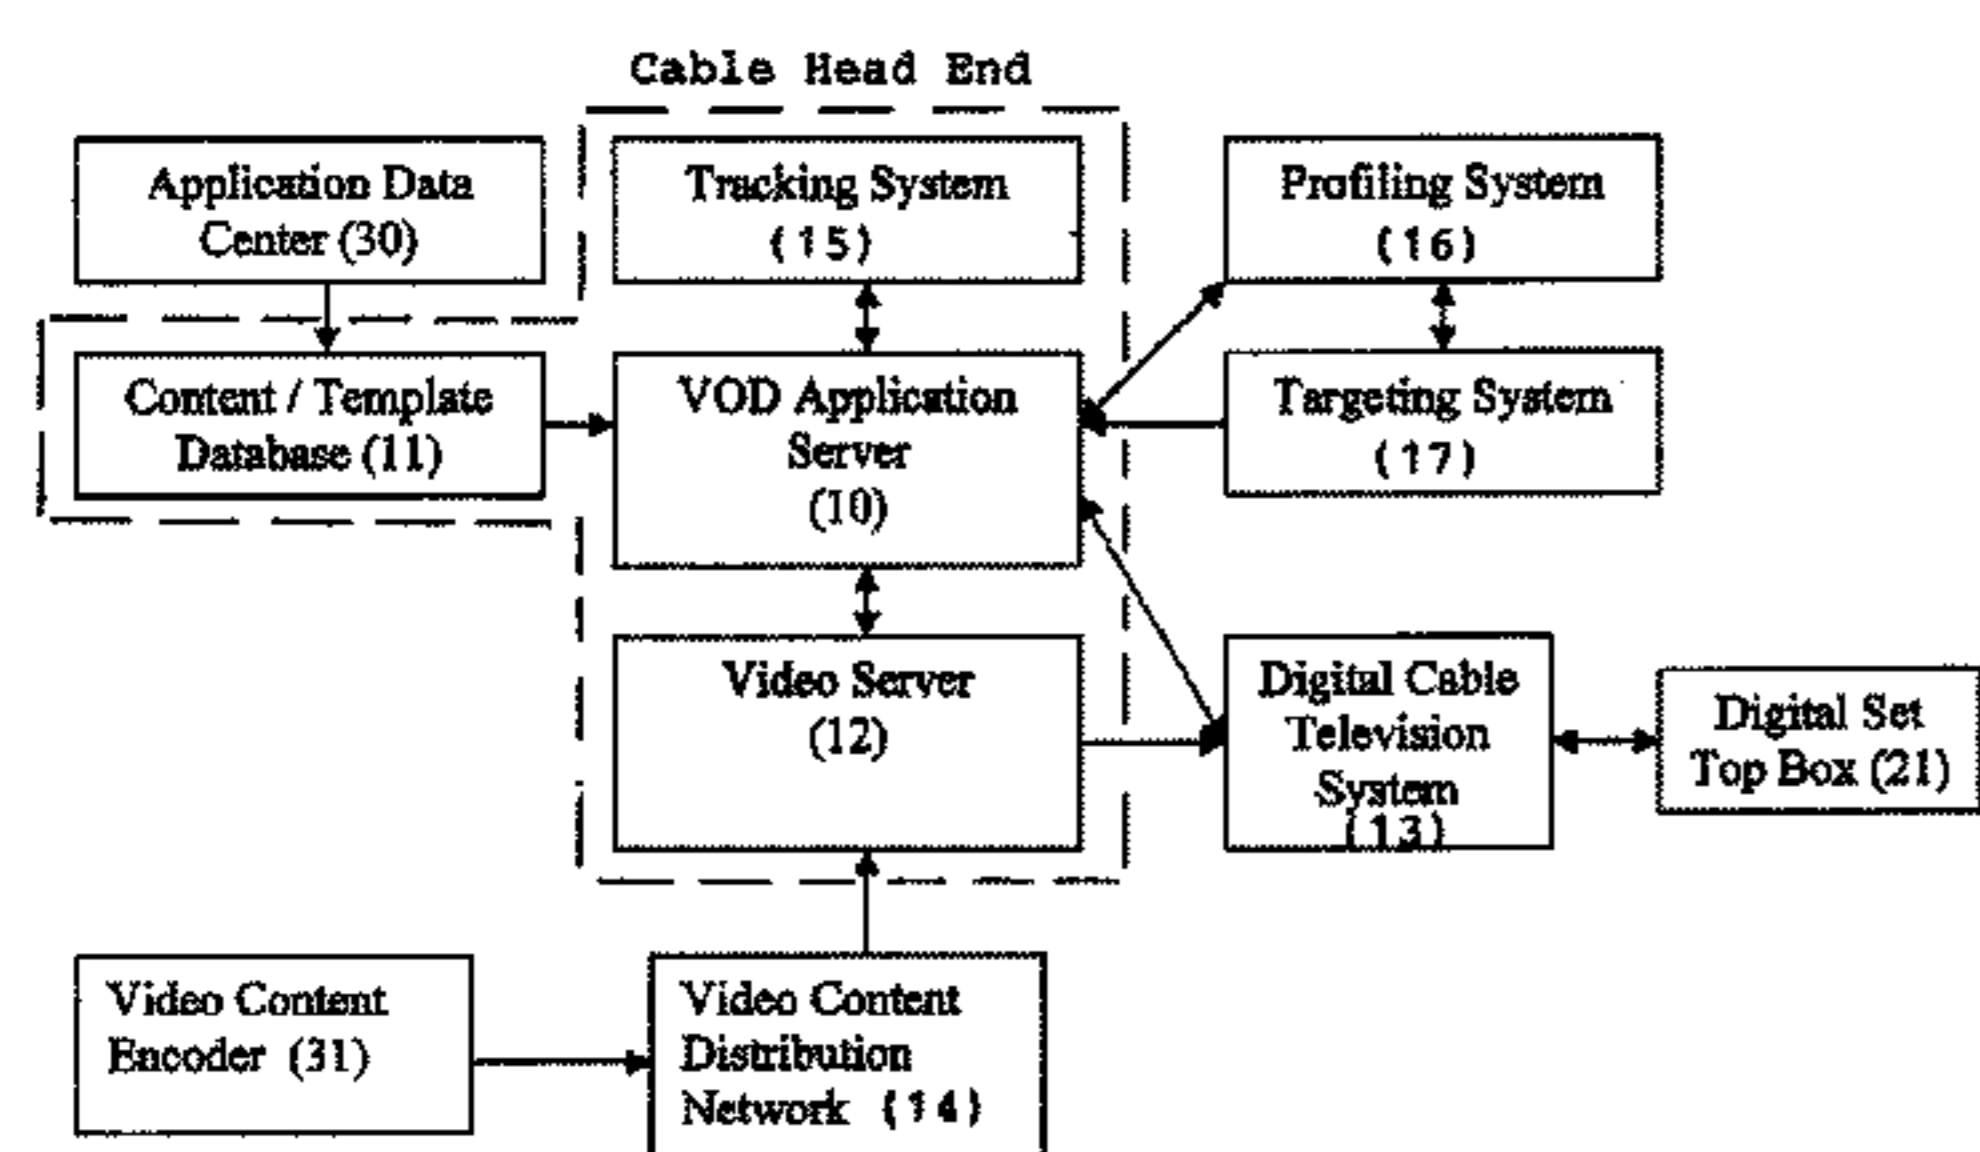 Cable Head End
Application Data
Center (30)
Tracking System
(15)
Profiling System
(16)
Content / Template
Database (11)
VOD Application
Server
(10)
Targeting System
(17)
Video Server
(12)
Digital Cable
Television
System
(13)
Digital Set
Top Box (21)
Video Content
Encoder (31)
Video Content
Distribution
Network (14)